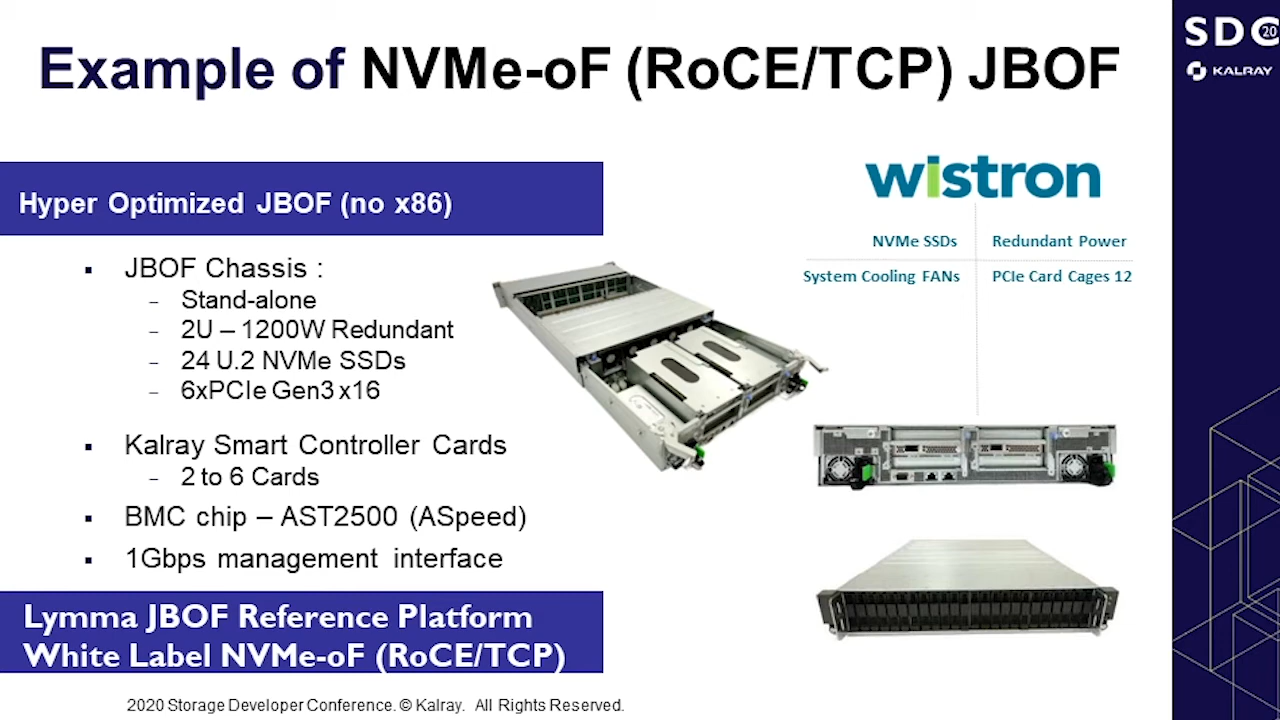 Example of NVMe-oF (RoCE/TCP) JBOF
SDC
20
KALRAY
Hyper Optimized JBOF (no x86)
▪ JBOF Chassis :
– Stand-alone
– 2U – 1200W Redundant
– 24 U.2 NVMe SSDs
– 6xPCIe Gen3 x16
▪ Kalray Smart Controller Cards
– 2 to 6 Cards
▪ BMC chip – AST2500 (ASpeed)
▪ 1Gbps management interface
wistron
NVMe SSDs
Redundant Power
System Cooling FANs
PCIe Card Cages 12
Lymma JBOF Reference Platform
White Label NVMe-oF (RoCE/TCP)
2020 Storage Developer Conference. © Kalray. All Rights Reserved.